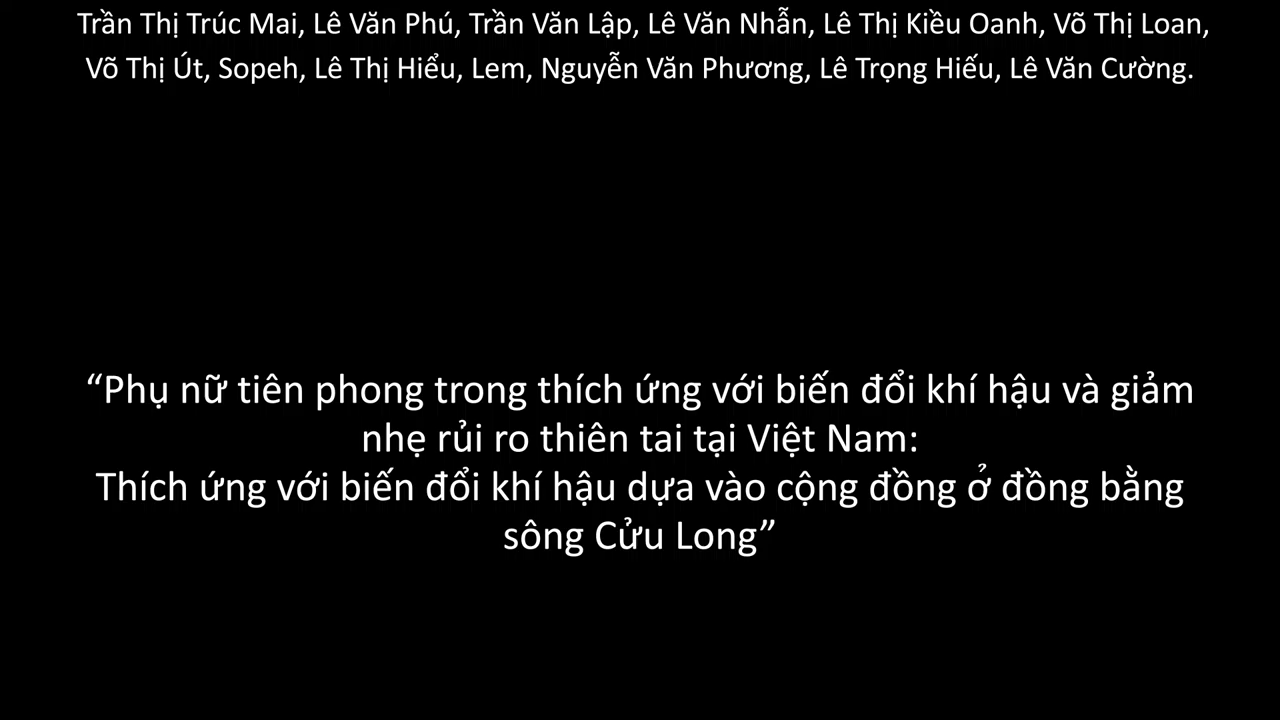 Trần Thị Trúc Mai, Lê Văn Phú, Trần Văn Lập, Lê Văn Nhẫn, Lê Thị Kiều Oanh, Võ Thị Loan,
Võ Thị Út, Sopeh, Lê Thị Hiểu, Lem, Nguyễn Văn Phương, Lê Trọng Hiếu, Lê Văn Cường.
“Phụ nữ tiên phong trong thích ứng với biến đổi khí hậu và giảm
nhẹ rủi ro thiên tai tại Việt Nam:
Thích ứng với biến đổi khí hậu dựa vào cộng đồng ở đồng bằng
sông Cửu Long”